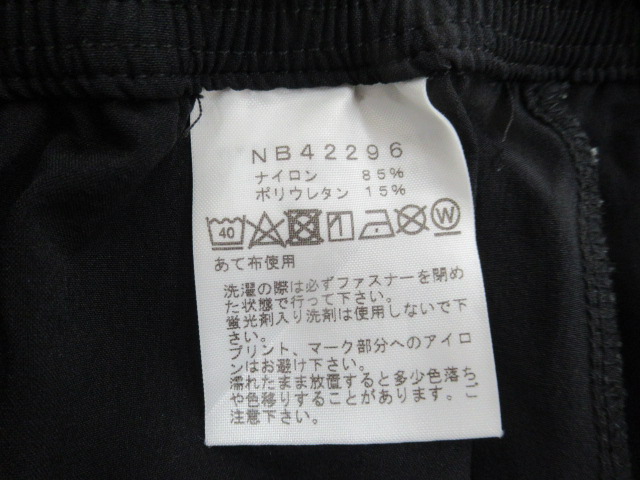 NB42296
ナイロン 85%
ポリウレタン 15%
40 W
あて布使用
洗濯の際は必ずファスナーを閉め
た状態で行って下さい。
蛍光剤入り洗剤は使用しないで下
さい。
プリント、マーク部分へのアイロ
ンはお避け下さい。
濡れたまま放置すると多少色落ち
や色移りすることがあります。ご
注意下さい。